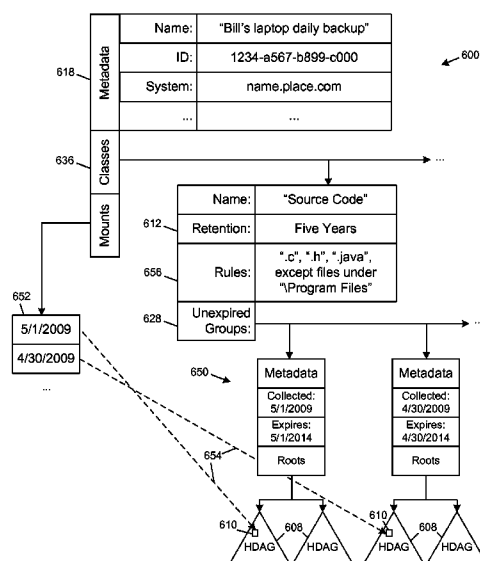 Name: "Bill's laptop daily backup"
618
Metadata
ID: 1234-a567-b899-c000
600
System: name.place.com
... ...
636
Classes
...
Mounts
Name: "Source Code"
612
Retention: Five Years
656
Rules: ".c", ".h", ".java",
except files under
"\Program Files"
628
Unexpired
Groups:
...
652
5/1/2009
4/30/2009
...
650
Metadata
Collected:
5/1/2009
Expires:
5/1/2014
Roots
Metadata
Collected:
4/30/2009
Expires:
4/30/2014
Roots
654
610
608
HDAG
HDAG
610
608
HDAG
HDAG